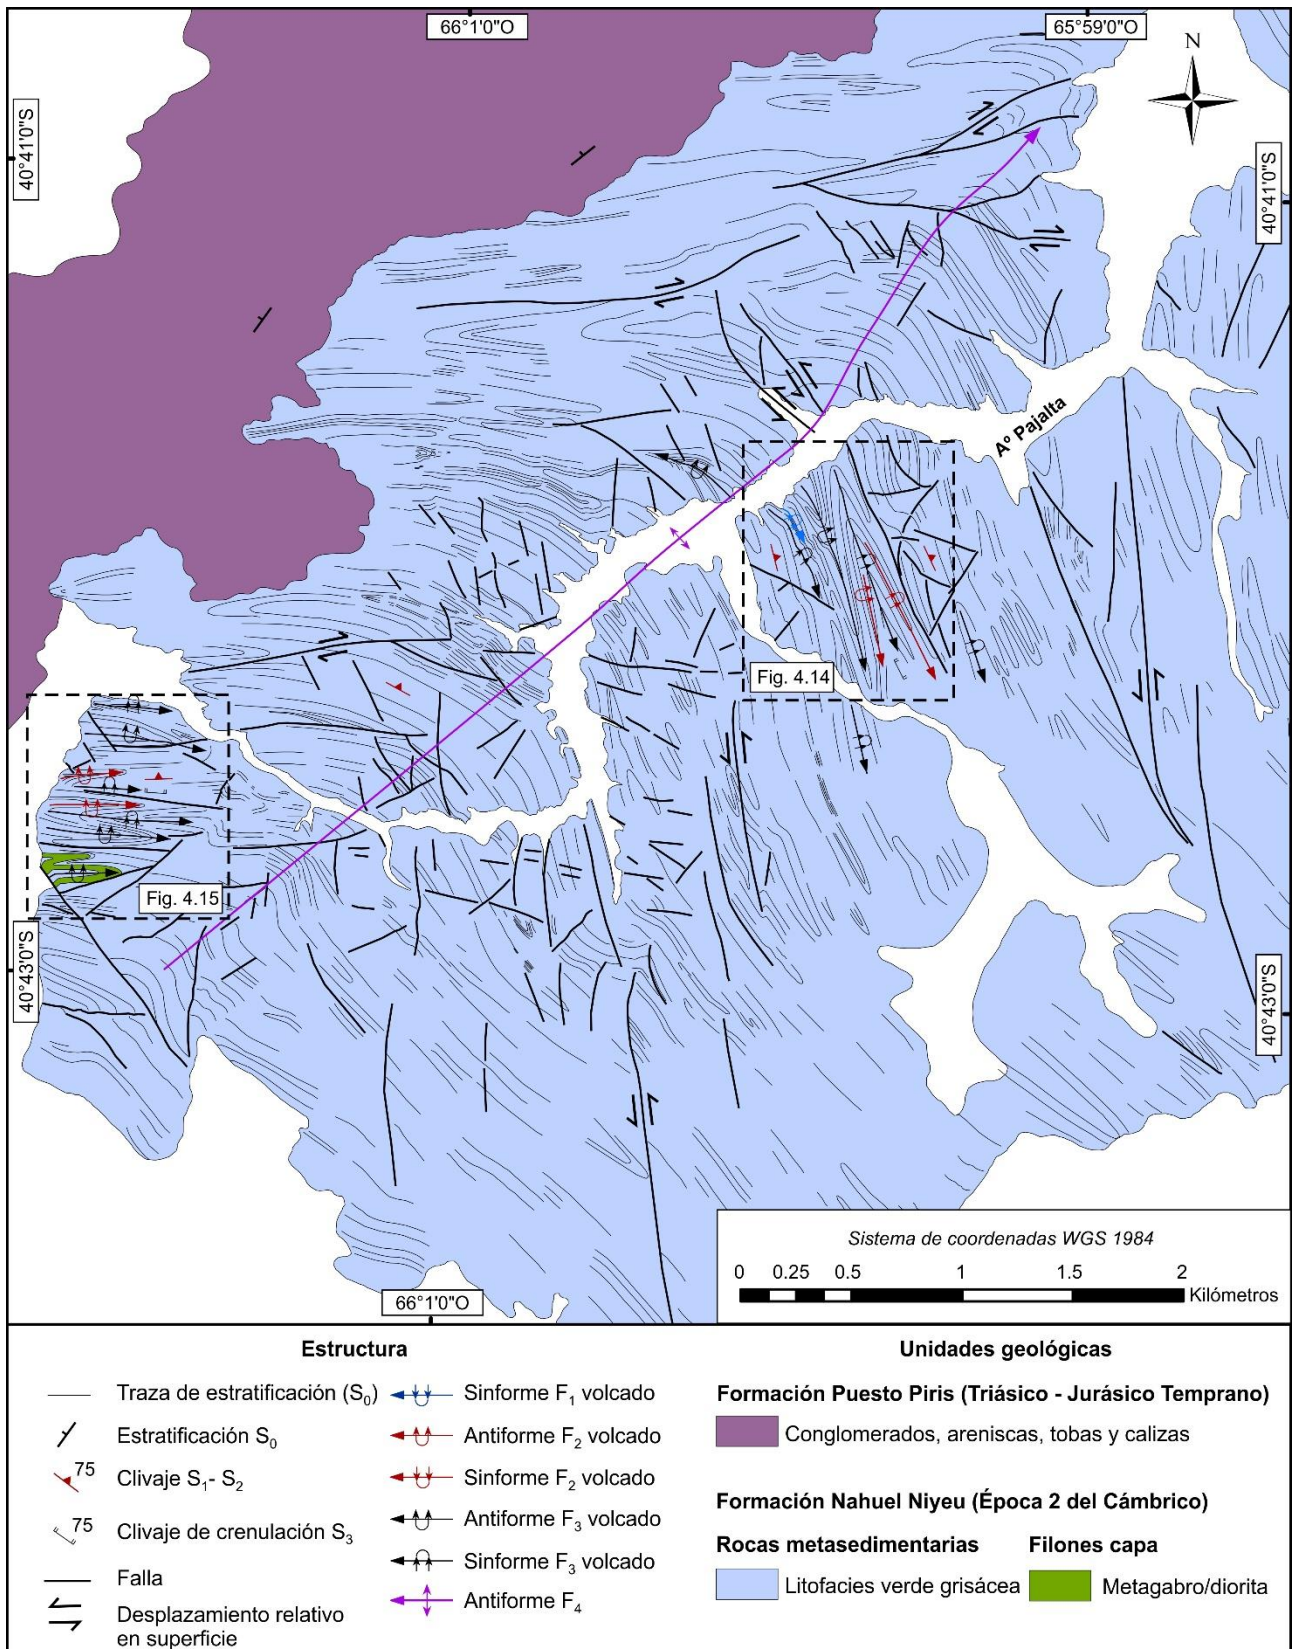 66°1'0"O
65°59'0"O
N
40°41'0"S
40°41'0"S
Aº Pajalta
Fig. 4.14
Fig. 4.15
40°43'0"S
40°43'0"S
66°1'0"O
Sistema de coordenadas WGS 1984
0 0.25 0.5 1 1.5 2
Kilómetros
Estructura
Traza de estratificación (S₀)
Estratificación S₀
75 Clivaje S₁- S₂
75 Clivaje de crenulación S₃
Falla
Desplazamiento relativo
en superficie
Sinforme F₁ volcado
Antiforme F₂ volcado
Sinforme F₂ volcado
Antiforme F₃ volcado
Sinforme F₃ volcado
Antiforme F₄
Unidades geológicas
Formación Puesto Piris (Triásico - Jurásico Temprano)
Conglomerados, areniscas, tobas y calizas
Formación Nahuel Niyeu (Época 2 del Cámbrico)
Rocas metasedimentarias
Litofacies verde grisácea
Filones capa
Metagabro/diorita